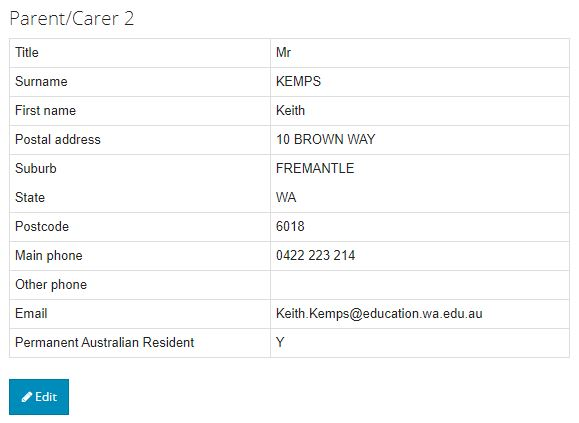 Parent/Carer 2
Title Mr
Surname KEMPS
First name Keith
Postal address 10 BROWN WAY
Suburb FREMANTLE
State WA
Postcode 6018
Main phone 0422 223 214
Other phone
Email Keith.Kemps@education.wa.edu.au
Permanent Australian Resident Y
Edit